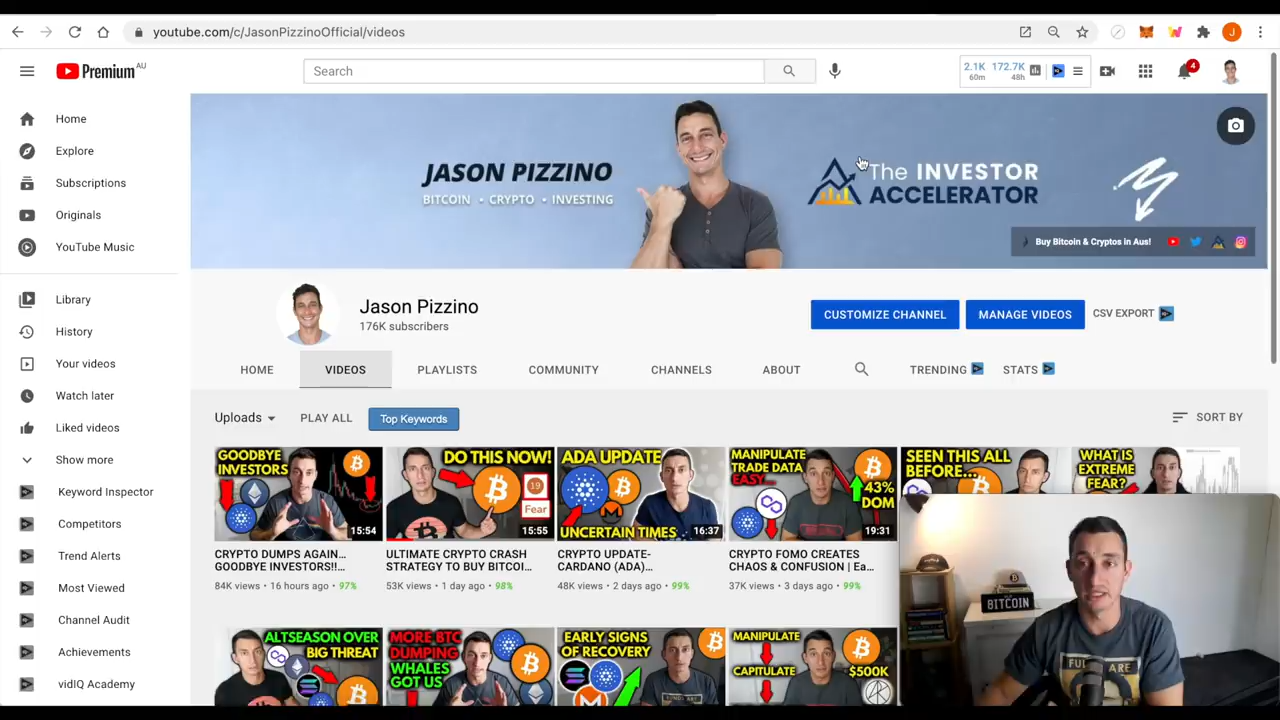 youtube.com/c/JasonPizzinoOfficial/videos
J
Premium AU
Search
2.1K 172.7K
60m 48h
4
Home
Explore
Subscriptions
Originals
YouTube Music
Library
History
Your videos
Watch later
Liked videos
Show more
Keyword Inspector
Competitors
Trend Alerts
Most Viewed
Channel Audit
Achievements
vidIQ Academy
JASON PIZZINO
BITCOIN • CRYPTO • INVESTING
The INVESTOR
ACCELERATOR
Buy Bitcoin & Cryptos in Aus!
Jason Pizzino
176K subscribers
CUSTOMIZE CHANNEL
MANAGE VIDEOS
CSV EXPORT
HOME
VIDEOS
PLAYLISTS
COMMUNITY
CHANNELS
ABOUT
TRENDING
STATS
Uploads
PLAY ALL
Top Keywords
SORT BY
GOODBYE
INVESTORS
15:54
CRYPTO DUMPS AGAIN...
GOODBYE INVESTORS!!...
84K views • 16 hours ago • 97%
DO THIS NOW!
19
Fear
15:55
ULTIMATE CRYPTO CRASH
STRATEGY TO BUY BITCOI...
53K views • 1 day ago • 98%
ADA UPDATE
UNCERTAIN TIMES
16:37
CRYPTO UPDATE-
CARDANO (ADA)...
48K views • 2 days ago • 99%
MANIPULATE
TRADE DATA
EASY...
43%
DOM
19:31
CRYPTO FOMO CREATES
CHAOS & CONFUSION | Ea...
37K views • 3 days ago • 99%
SEEN THIS ALL
BEFORE...
WHAT IS
EXTREME
FEAR?
ALTSEASON OVER
BIG THREAT
MORE BTC
DUMPING
WHALES
GOT US
EARLY SIGNS
OF RECOVERY
MANIPULATE
CAPITULATE
$500K
BITCOIN